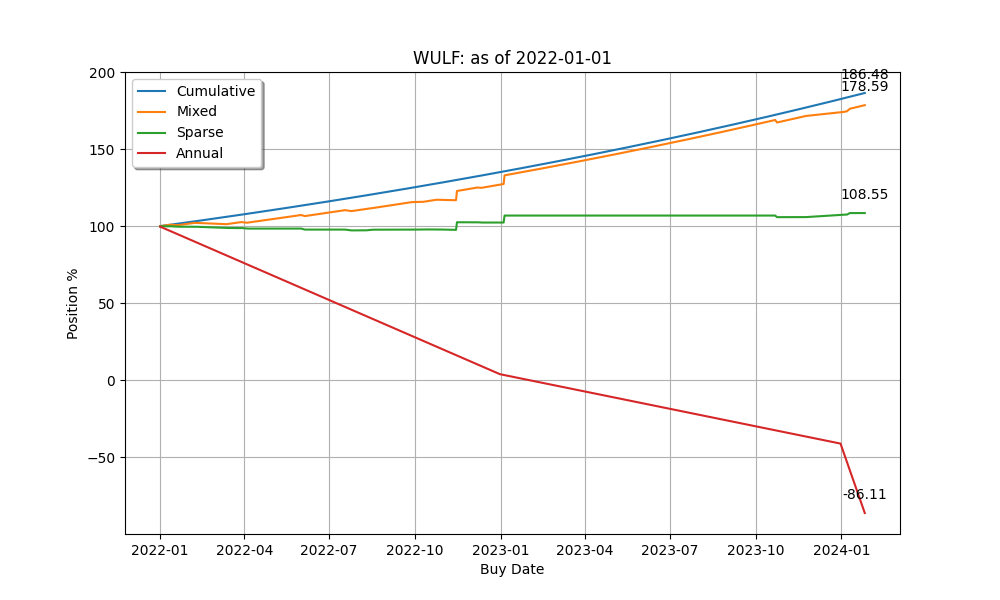 WULF: as of 2022-01-01
Cumulative
Mixed
Sparse
Annual
186.48
178.59
108.55
-86.11
200
150
100
50
0
−50
Position %
2022-01 2022-04 2022-07 2022-10 2023-01 2023-04 2023-07 2023-10 2024-01
Buy Date